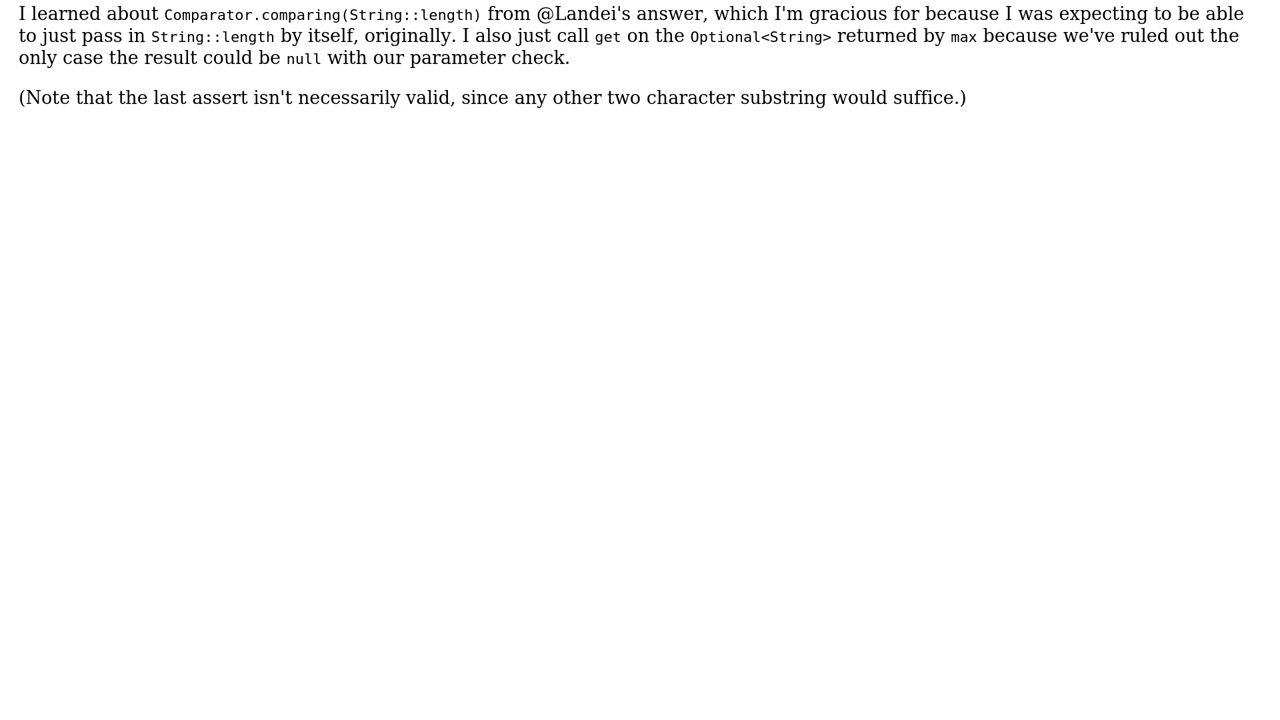 I learned about Comparator.comparing(String::length) from @Landei's answer, which I'm gracious for because I was expecting to be able
to just pass in String::length by itself, originally. I also just call get on the Optional<String> returned by max because we've ruled out the
only case the result could be null with our parameter check.
(Note that the last assert isn't necessarily valid, since any other two character substring would suffice.)